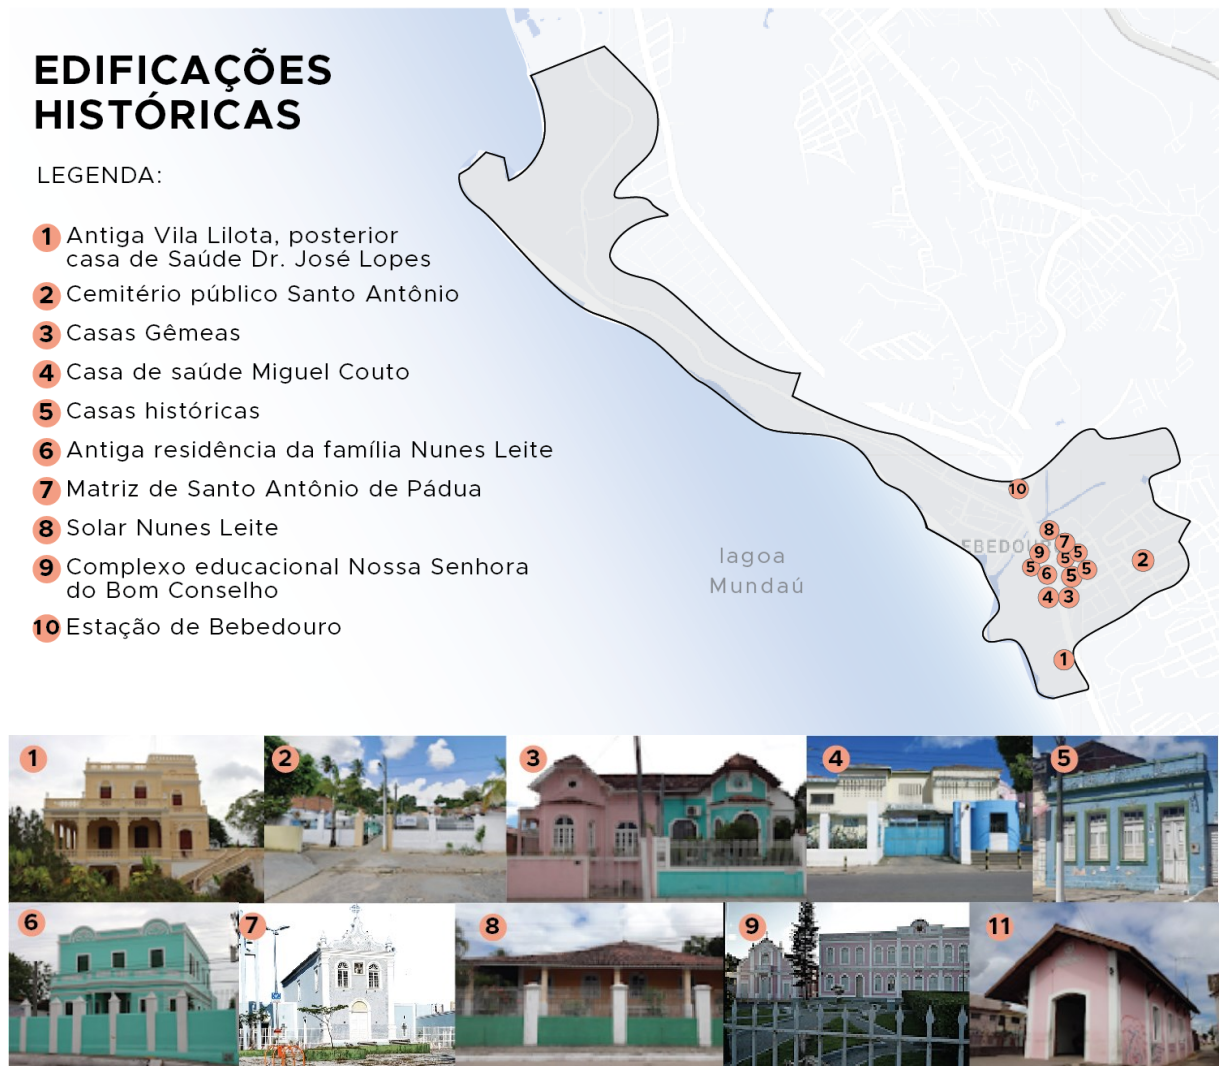 EDIFICAÇÕES
HISTÓRICAS
LEGENDA:
1 Antiga Vila Lilota, posterior
casa de Saúde Dr. José Lopes
2 Cemitério público Santo Antônio
3 Casas Gêmeas
4 Casa de saúde Miguel Couto
5 Casas históricas
6 Antiga residência da família Nunes Leite
7 Matriz de Santo Antônio de Pádua
8 Solar Nunes Leite
9 Complexo educacional Nossa Senhora
do Bom Conselho
10 Estação de Bebedouro
lagoa
Mundaú
10
8
7
9
5
5
5
6
5
5
2
4
3
1
1
2
3
4
5
6
7
8
9
11